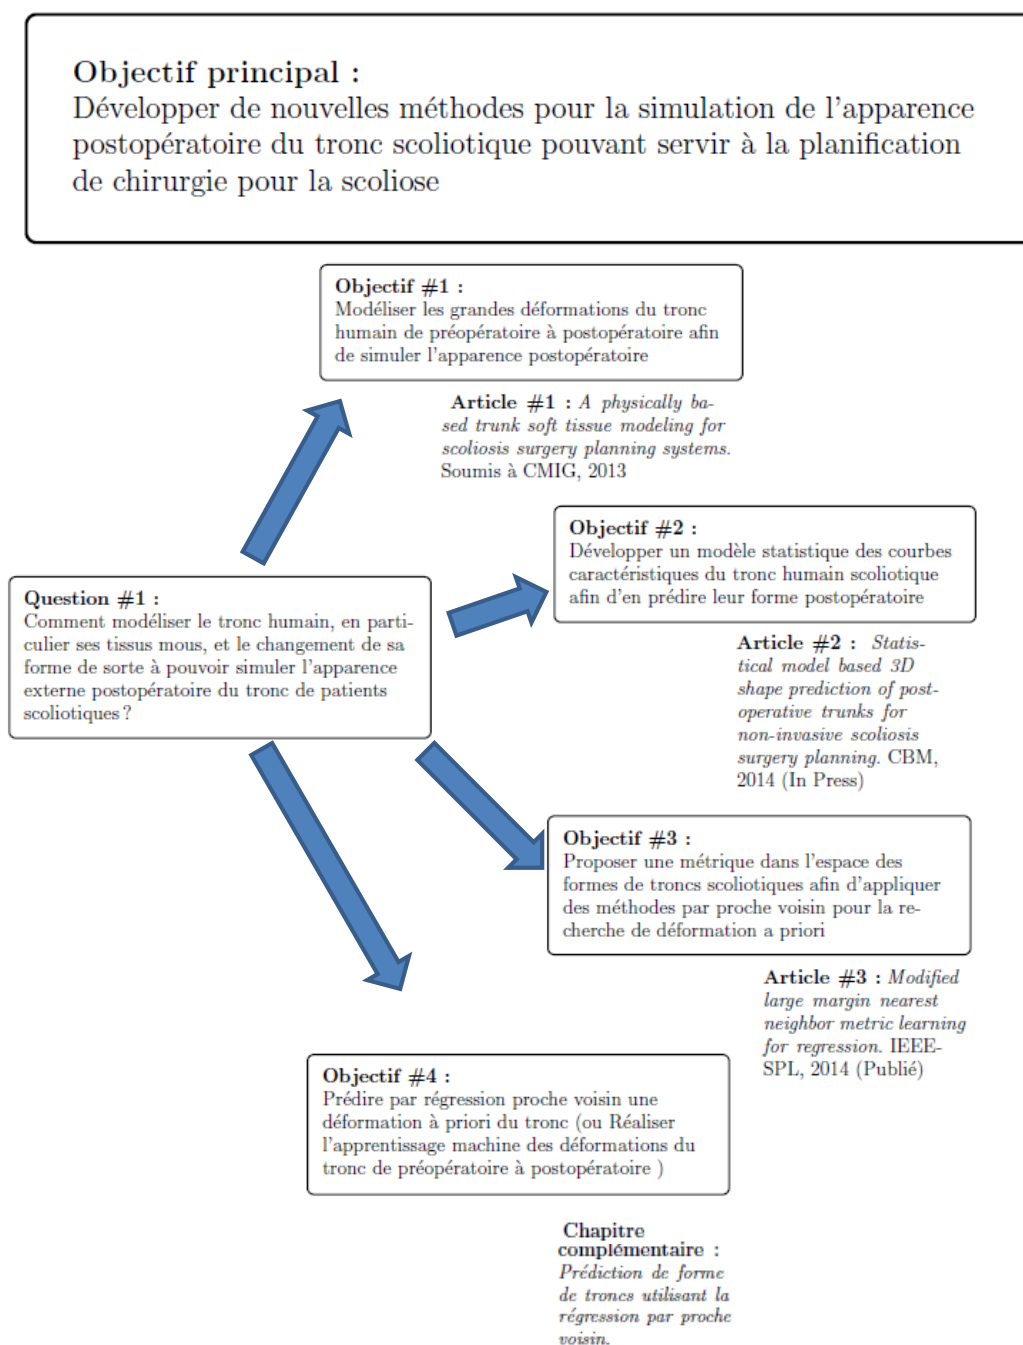 Objectif principal :
Développer de nouvelles méthodes pour la simulation de l'apparence
postopératoire du tronc scoliotique pouvant servir à la planification
de chirurgie pour la scoliose
Objectif #1 :
Modéliser les grandes déformations du tronc
humain de préopératoire à postopératoire afin
de simuler l'apparence postopératoire
Article #1 : A physically ba-
sed trunk soft tissue modeling for
scoliosis surgery planning systems.
Soumis à CMIG, 2013
Objectif #2 :
Développer un modèle statistique des courbes
caractéristiques du tronc humain scoliotique
afin d'en prédire leur forme postopératoire
Question #1 :
Comment modéliser le tronc humain, en parti-
culier ses tissus mous, et le changement de sa
forme de sorte à pouvoir simuler l'apparence
externe postopératoire du tronc de patients
scoliotiques ?
Article #2 : Statis-
tical model based 3D
shape prediction of post-
operative trunks for
non-invasive scoliosis
surgery planning. CBM,
2014 (In Press)
Objectif #3 :
Proposer une métrique dans l'espace des
formes de troncs scoliotiques afin d'appliquer
des méthodes par proche voisin pour la re-
cherche de déformation a priori
Article #3 : Modified
large margin nearest
neighbor metric learning
for regression. IEEE-
SPL, 2014 (Publié)
Objectif #4 :
Prédire par régression proche voisin une
déformation à priori du tronc (ou Réaliser
l'apprentissage machine des déformations du
tronc de préopératoire à postopératoire )
Chapitre
complémentaire :
Prédiction de forme
de troncs utilisant la
régression par proche
voisin.